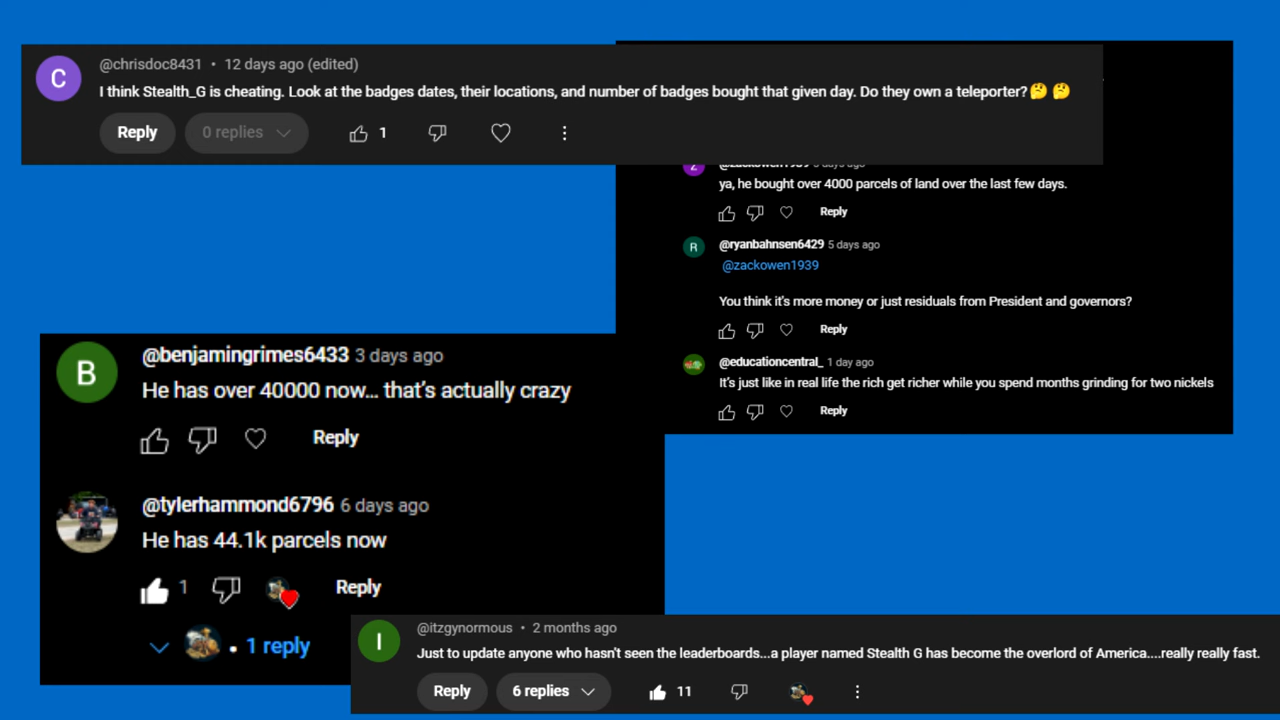 C
@chrisdoc8431 • 12 days ago (edited)
I think Stealth_G is cheating. Look at the badges dates, their locations, and number of badges bought that given day. Do they own a teleporter?🤔 🤔
Reply 0 replies 1
ya, he bought over 4000 parcels of land over the last few days.
Reply
R
@ryanbahnsen6429 5 days ago
@zackowen1939
You think it's more money or just residuals from President and governors?
Reply
@educationcentral_ 1 day ago
It's just like in real life the rich get richer while you spend months grinding for two nickels
Reply
B
@benjamingrimes6433 3 days ago
He has over 40000 now... that's actually crazy
Reply
@tylerhammond6796 6 days ago
He has 44.1k parcels now
1 Reply
• 1 reply
I
@itzgynormous • 2 months ago
Just to update anyone who hasn't seen the leaderboards...a player named Stealth G has become the overlord of America....really really fast.
Reply 6 replies 11